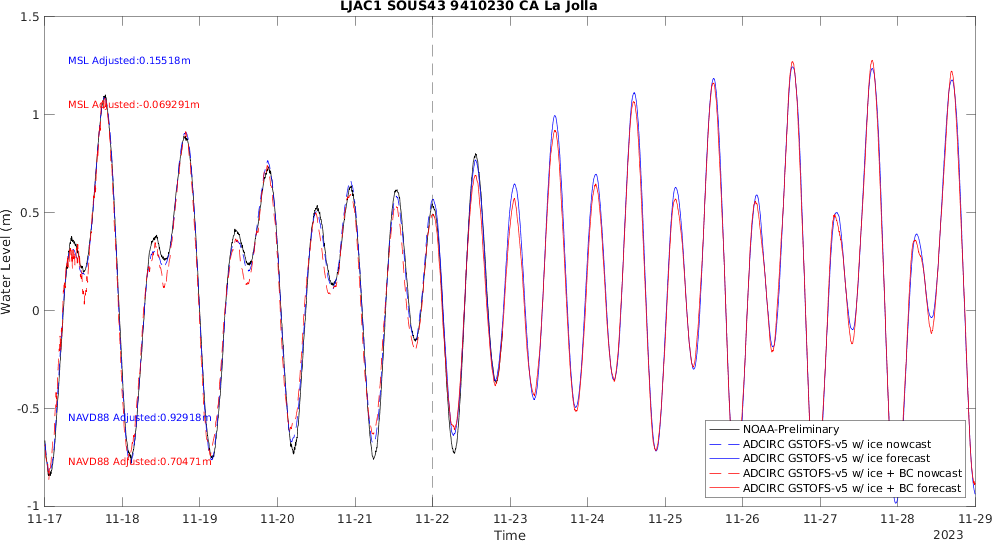 LJAC1 SOUS43 9410230 CA La Jolla
1.5
1
0.5
0
-0.5
-1
Water Level (m)
MSL Adjusted:0.15518m
MSL Adjusted:-0.069291m
NAVD88 Adjusted:0.92918m
NAVD88 Adjusted:0.70471m
NOAA-Preliminary
ADCIRC GSTOFS-v5 w/ ice nowcast
ADCIRC GSTOFS-v5 w/ ice forecast
ADCIRC GSTOFS-v5 w/ ice + BC nowcast
ADCIRC GSTOFS-v5 w/ ice + BC forecast
11-17 11-18 11-19 11-20 11-21 11-22 11-23 11-24 11-25 11-26 11-27 11-28 11-29
Time
2023